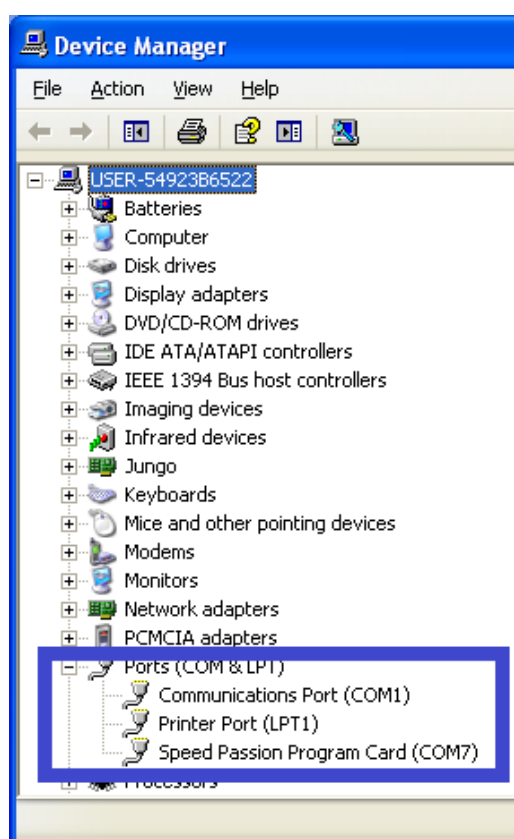 Device Manager
File Action View Help
USER-54923B6522
Batteries
Computer
Disk drives
Display adapters
DVD/CD-ROM drives
IDE ATA/ATAPI controllers
IEEE 1394 Bus host controllers
Imaging devices
Infrared devices
Jungo
Keyboards
Mice and other pointing devices
Modems
Monitors
Network adapters
PCMCIA adapters
Ports (COM & LPT)
Communications Port (COM1)
Printer Port (LPT1)
Speed Passion Program Card (COM7)
Processors